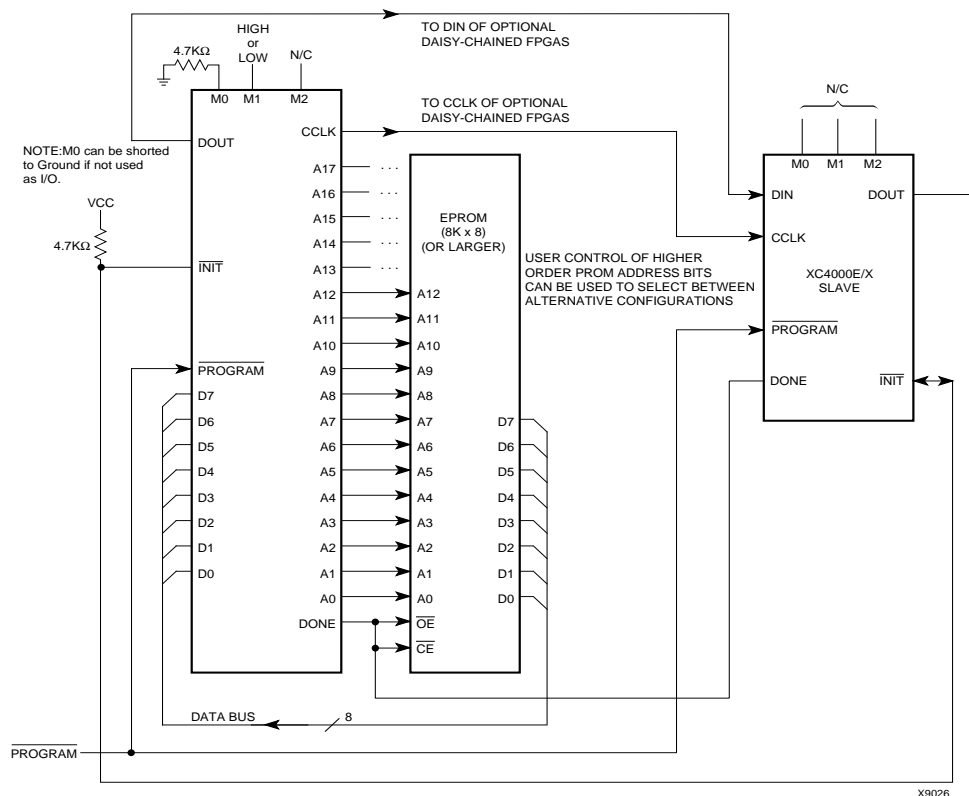 HIGH
or
LOW
4.7KΩ
N/C
M0
M1
M2
TO DIN OF OPTIONAL
DAISY-CHAINED FPGAS
TO CCLK OF OPTIONAL
DAISY-CHAINED FPGAS
N/C
M0
M1
M2
NOTE:M0 can be shorted
to Ground if not used
as I/O.
VCC
4.7KΩ
DOUT
INIT
PROGRAM
D7
D6
D5
D4
D3
D2
D1
D0
CCLK
A17 ...
A16 ...
A15 ...
A14 ...
A13 ...
A12
A11
A10
A9
A8
A7
A6
A5
A4
A3
A2
A1
A0
DONE
EPROM
(8K x 8)
(OR LARGER)
A12
A11
A10
A9
A8
A7
A6
A5
A4
A3
A2
A1
A0
OE
CE
D7
D6
D5
D4
D3
D2
D1
D0
USER CONTROL OF HIGHER
ORDER PROM ADDRESS BITS
CAN BE USED TO SELECT BETWEEN
ALTERNATIVE CONFIGURATIONS
DIN
DOUT
CCLK
XC4000E/X
SLAVE
PROGRAM
DONE
INIT
DATA BUS
8
PROGRAM
X9026